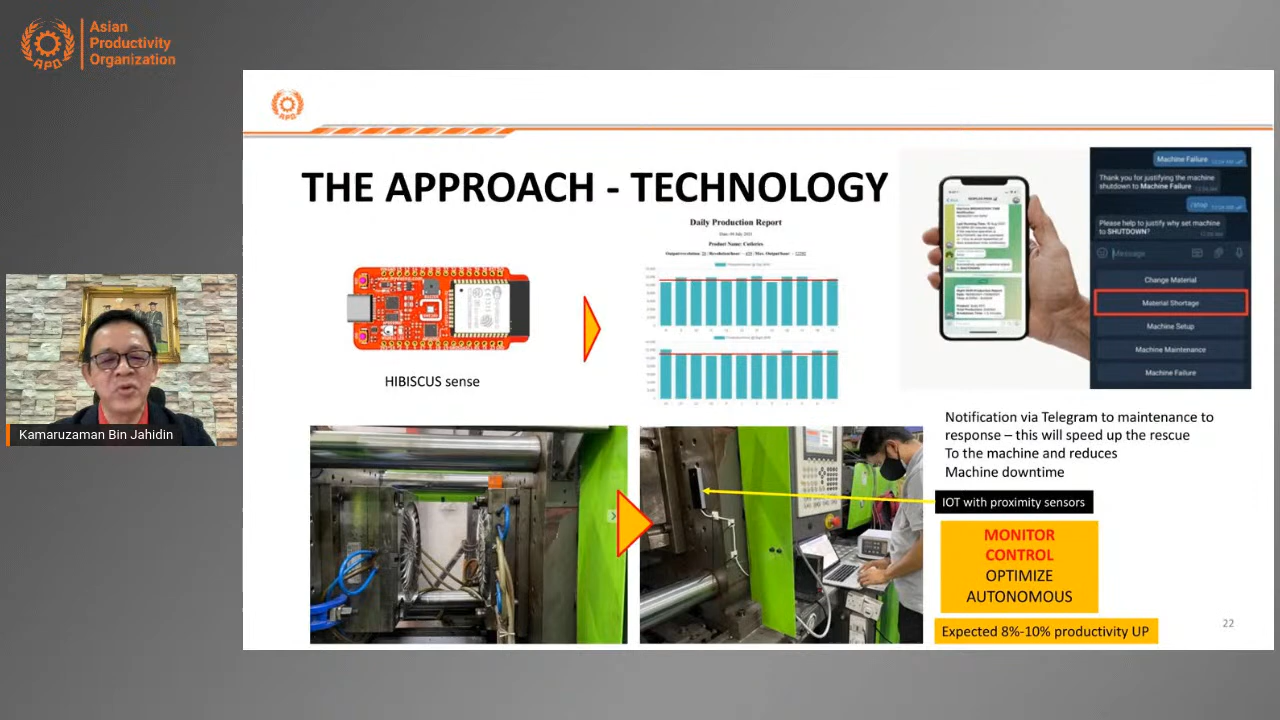 Asian
Productivity
Organization
APO
APO
THE APPROACH - TECHNOLOGY
Daily Production Report
HIBISCUS sense
Machine Failure
Thank you for justifying the machine
shutdown to Machine Failure
/stop
Please help to justify why set machine
to SHUTDOWN?
Message
Change Material
Material Shortage
Machine Setup
Machine Maintenance
Machine Failure
Notification via Telegram to maintenance to
response – this will speed up the rescue
To the machine and reduces
Machine downtime
IOT with proximity sensors
MONITOR
CONTROL
OPTIMIZE
AUTONOMOUS
Expected 8%-10% productivity UP
22
Kamaruzaman Bin Jahidin